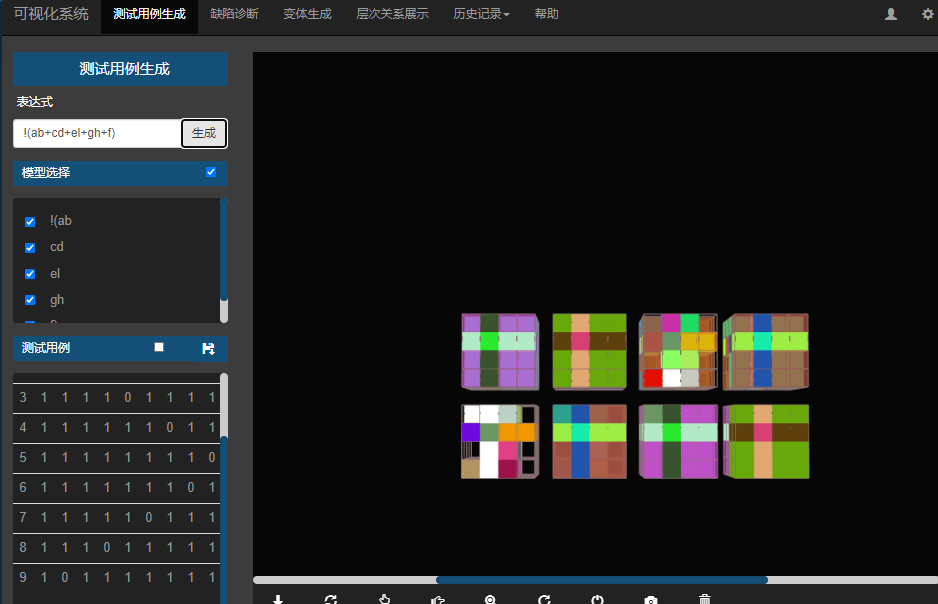 可视化系统 测试用例生成 缺陷诊断 变体生成 层次关系展示 历史记录 帮助
测试用例生成
表达式
!(ab+cd+el+gh+f) 生成
模型选择
!(ab
cd
el
gh
测试用例
3 1 1 1 1 0 1 1 1 1
4 1 1 1 1 1 1 0 1 1
5 1 1 1 1 1 1 1 1 0
6 1 1 1 1 1 1 1 0 1
7 1 1 1 1 1 0 1 1 1
8 1 1 1 0 1 1 1 1 1
9 1 0 1 1 1 1 1 1 1